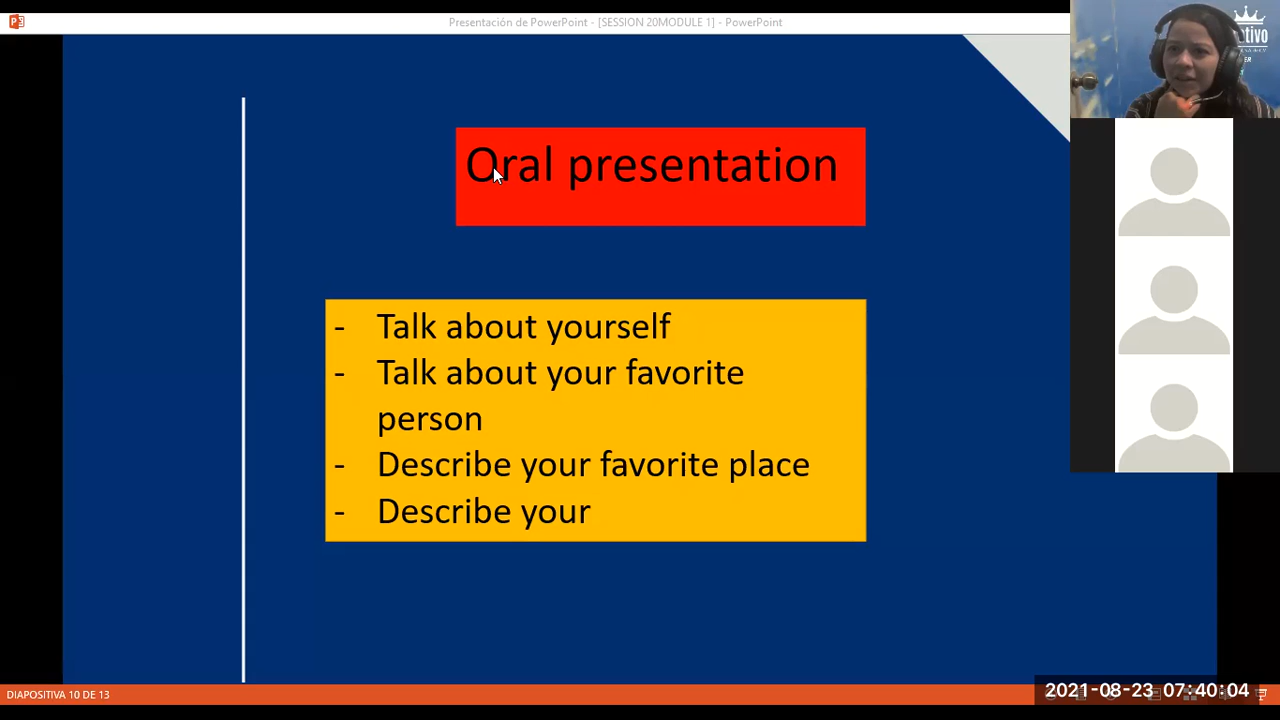 Presentación de PowerPoint - [SESSION 20MODULE 1] - PowerPoint
Oral presentation
- Talk about yourself
- Talk about your favorite
person
- Describe your favorite place
- Describe your
DIAPOSITIVA 10 DE 13
2021-08-23 07:40:04